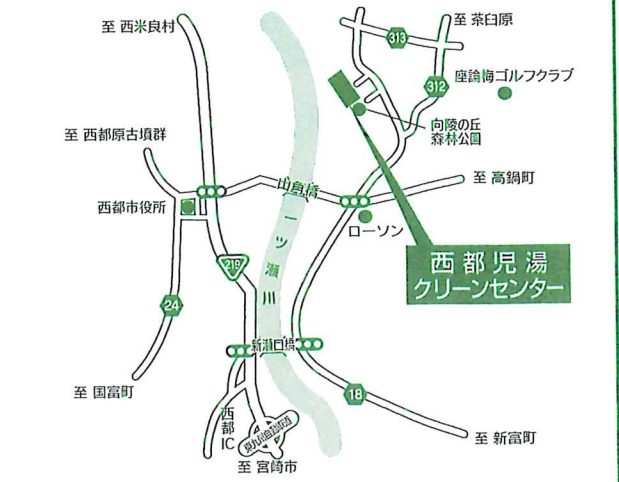 至 西米良村
至 茶臼原
313
312
座論梅ゴルフクラブ
向陵の丘
森林公園
至 西都原古墳群
至 高鍋町
西都市役所
ローソン
一ツ瀬川
219
西都児湯
クリーンセンター
24
新瀬口橋
18
至 国富町
西都
IC
至 新富町
至 宮崎市